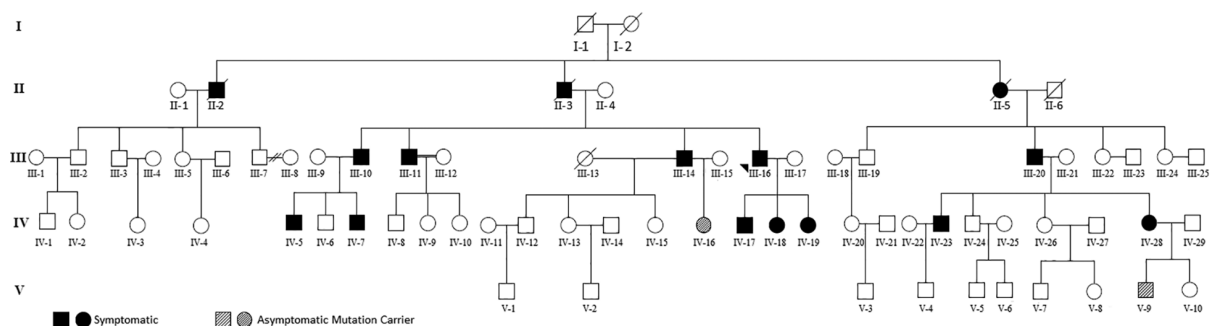 I
I-1 I-2
II
II-1 II-2 II-3 II-4 II-5 II-6
III
III-1 III-2 III-3 III-4 III-5 III-6 III-7 III-8 III-9 III-10 III-11 III-12 III-13 III-14 III-15 III-16 III-17 III-18 III-19 III-20 III-21 III-22 III-23 III-24 III-25
IV
IV-1 IV-2 IV-3 IV-4 IV-5 IV-6 IV-7 IV-8 IV-9 IV-10 IV-11 IV-12 IV-13 IV-14 IV-15 IV-16 IV-17 IV-18 IV-19 IV-20 IV-21 IV-22 IV-23 IV-24 IV-25 IV-26 IV-27 IV-28 IV-29
V
V-1 V-2 V-3 V-4 V-5 V-6 V-7 V-8 V-9 V-10
Symptomatic Asymptomatic Mutation Carrier